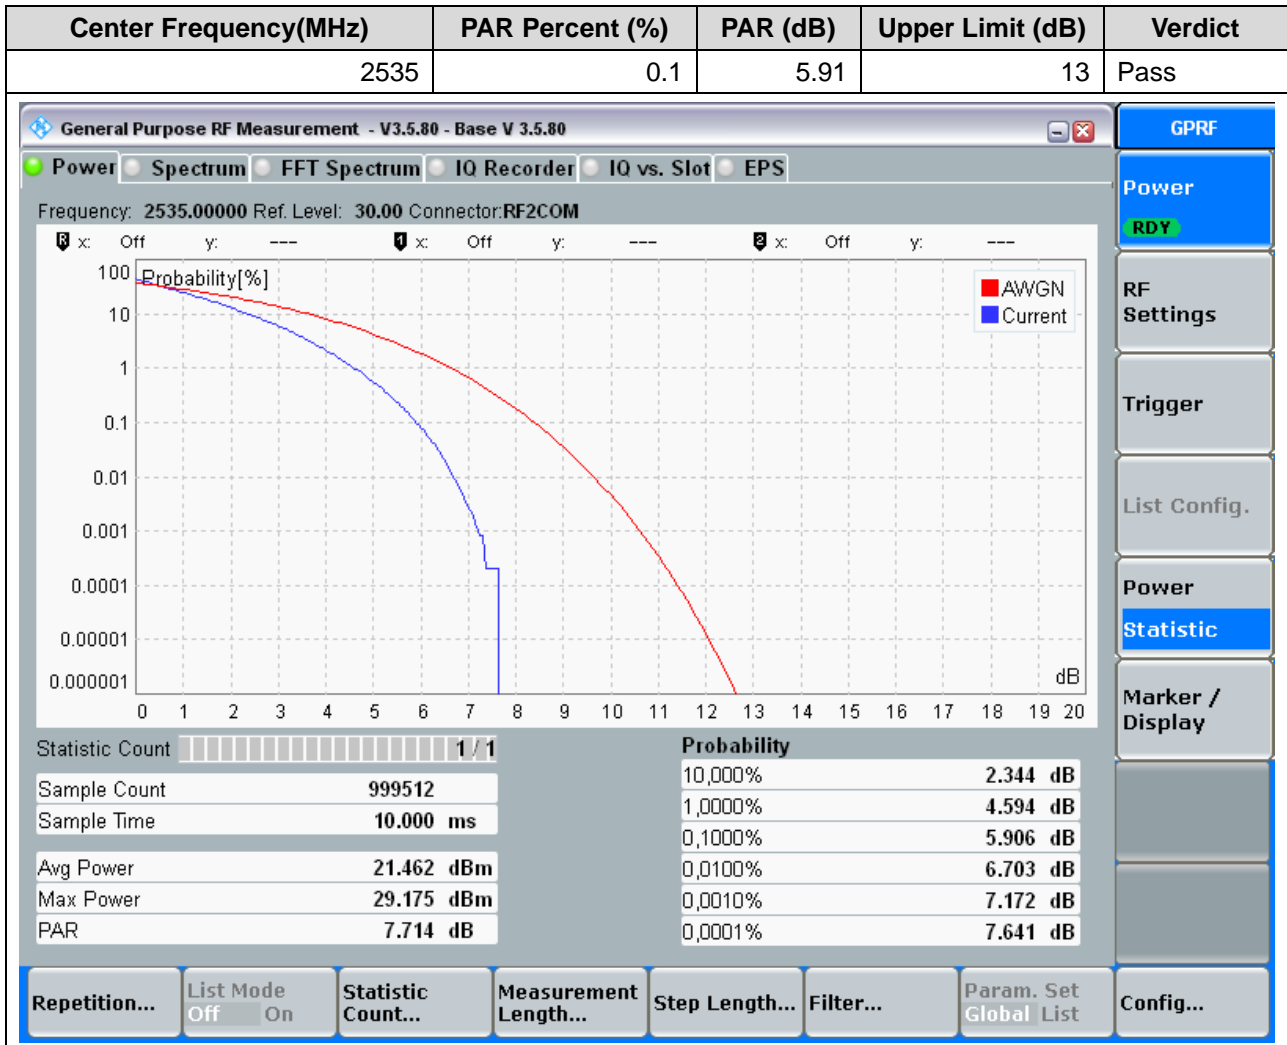 Center Frequency(MHz) PAR Percent (%) PAR (dB) Upper Limit (dB) Verdict
2535 0.1 5.91 13 Pass
General Purpose RF Measurement - V3.5.80 - Base V 3.5.80
GPRF
Power Spectrum FFT Spectrum IQ Recorder IQ vs. Slot EPS
Frequency: 2535.00000 Ref. Level: 30.00 Connector:RF2COM
R x: Off y: --- 1 x: Off y: --- 2 x: Off y: ---
Probability[%]
AWGN
Current
100
10
1
0.1
0.01
0.001
0.0001
0.00001
0.000001
dB
0 1 2 3 4 5 6 7 8 9 10 11 12 13 14 15 16 17 18 19 20
Statistic Count 1 / 1
Sample Count 999512
Sample Time 10.000 ms
Avg Power 21.462 dBm
Max Power 29.175 dBm
PAR 7.714 dB
Probability
10,000% 2.344 dB
1,0000% 4.594 dB
0,1000% 5.906 dB
0,0100% 6.703 dB
0,0010% 7.172 dB
0,0001% 7.641 dB
Power
RDY
RF
Settings
Trigger
List Config.
Power
Statistic
Marker /
Display
Repetition...
List Mode
Off On
Statistic
Count...
Measurement
Length...
Step Length...
Filter...
Param. Set
Global List
Config...